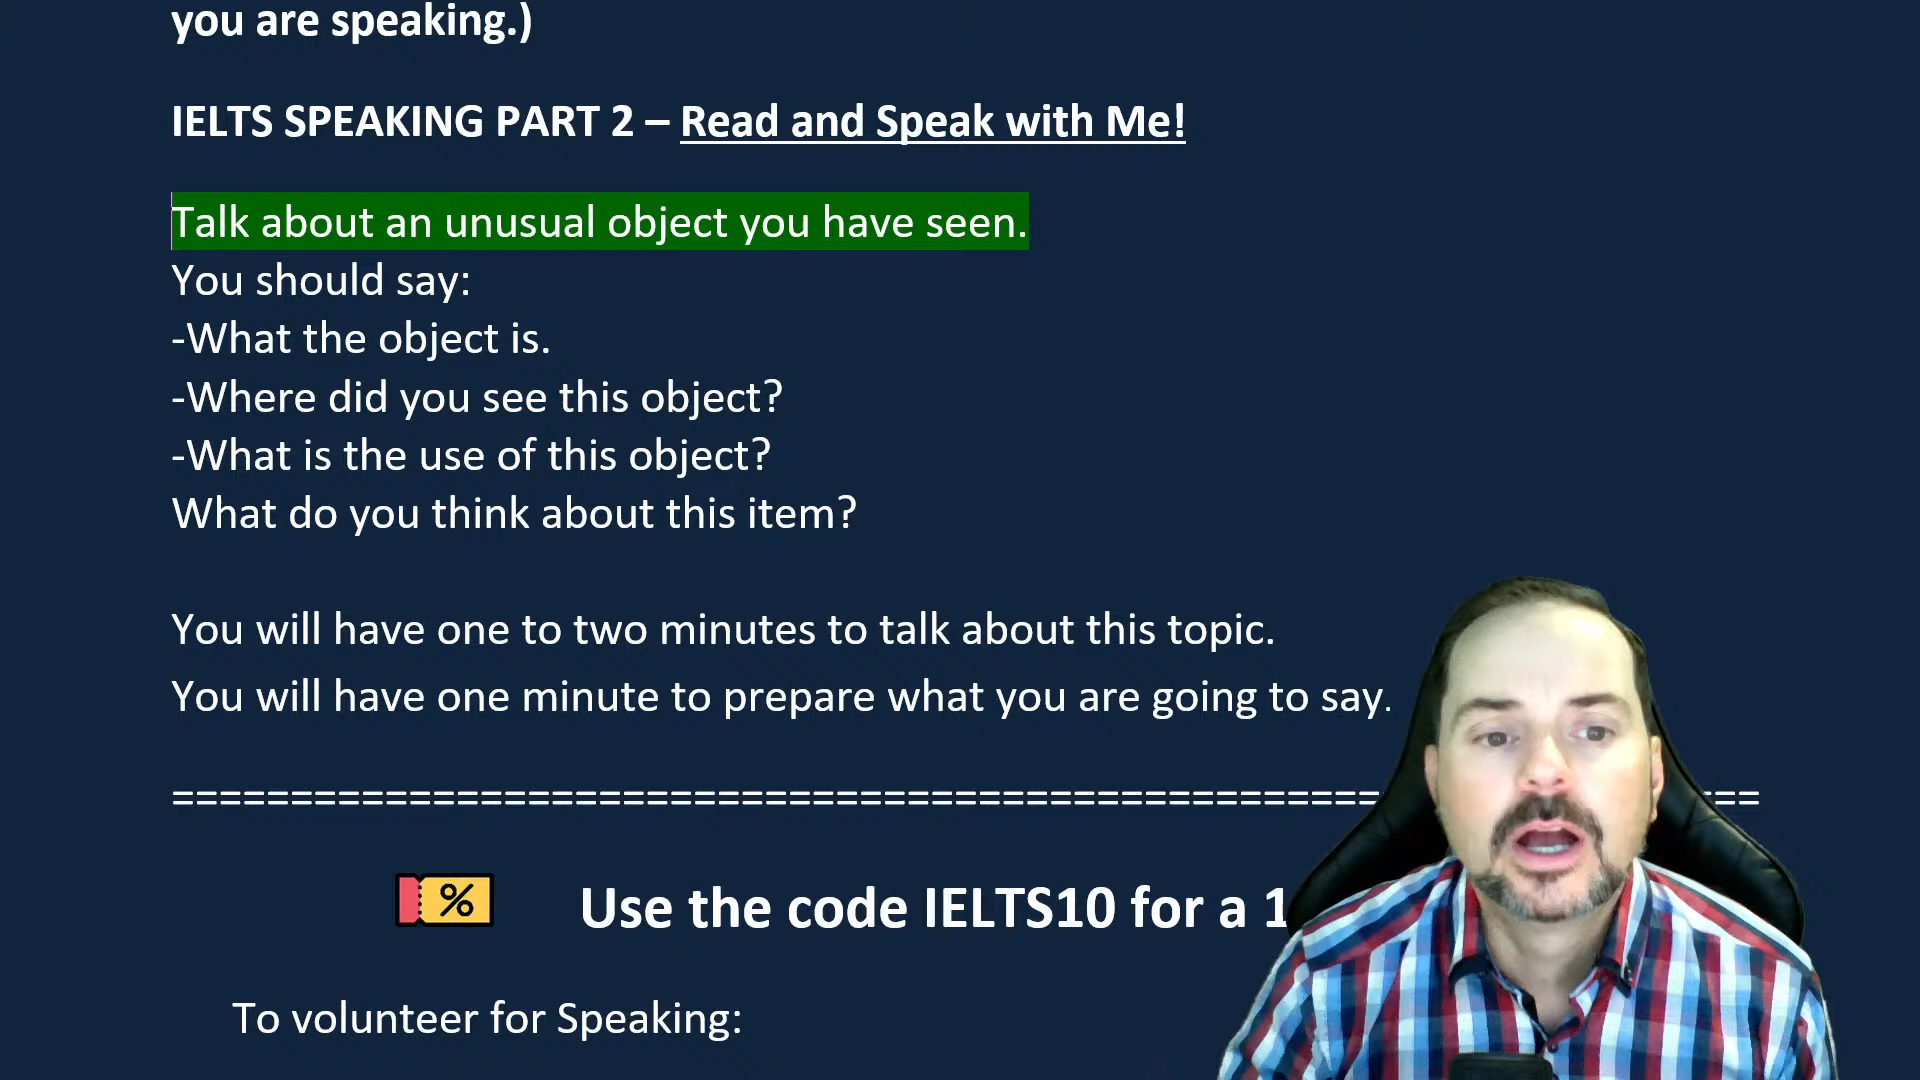 you are speaking.)
IELTS SPEAKING PART 2 – Read and Speak with Me!
Talk about an unusual object you have seen.
You should say:
-What the object is.
-Where did you see this object?
-What is the use of this object?
What do you think about this item?
You will have one to two minutes to talk about this topic.
You will have one minute to prepare what you are going to say.
===================================================== ===
%
Use the code IELTS10 for a 1
To volunteer for Speaking: